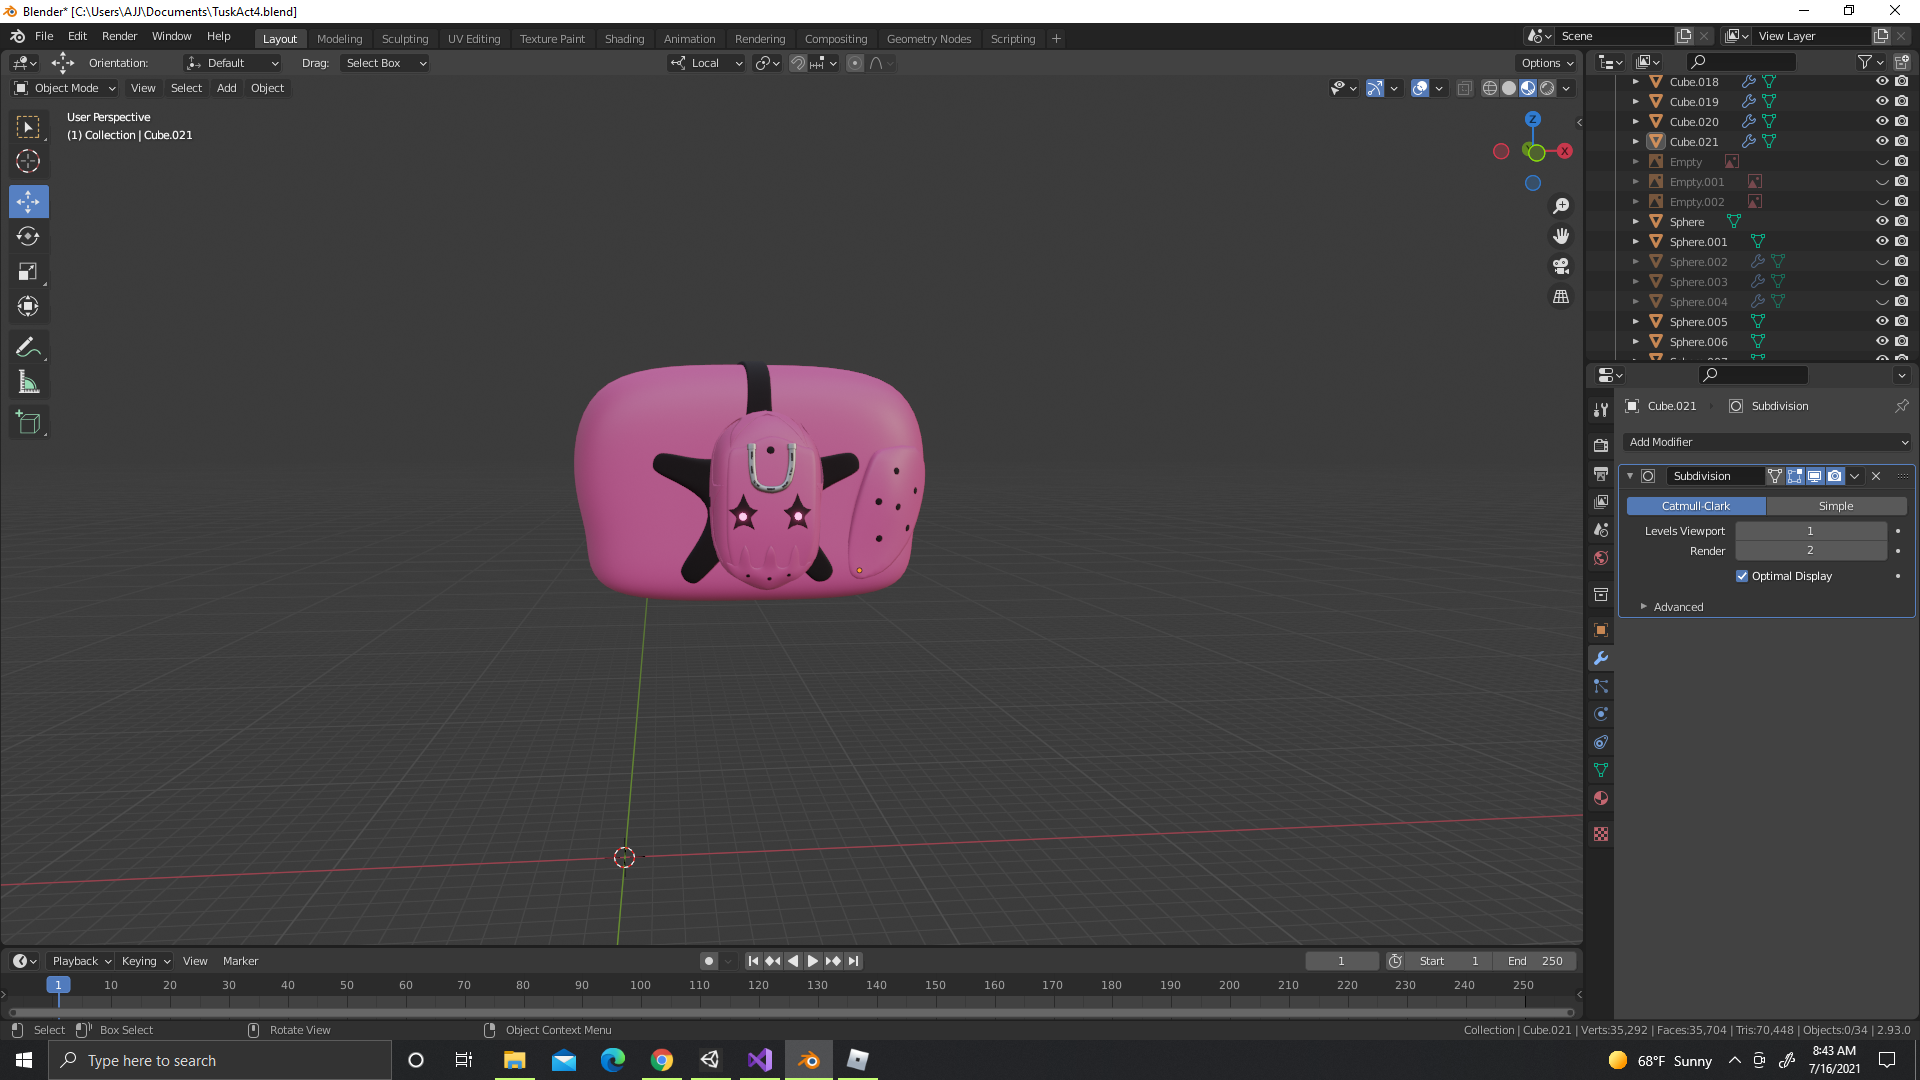 Blender* [C:\Users\AJJ\Documents\TuskAct4.blend]
File Edit Render Window Help Layout Modeling Sculpting UV Editing Texture Paint Shading Animation Rendering Compositing Geometry Nodes Scripting + Scene View Layer
Orientation: Default Drag: Select Box Local Options
Object Mode View Select Add Object
User Perspective
(1) Collection | Cube.021
Z
X
Cube.018
Cube.019
Cube.020
Cube.021
Empty
Empty.001
Empty.002
Sphere
Sphere.001
Sphere.002
Sphere.003
Sphere.004
Sphere.005
Sphere.006
Cube.021 Subdivision
Add Modifier
Subdivision
Catmull-Clark Simple
Levels Viewport 1
Render 2
Optimal Display
Advanced
Playback Keying View Marker 1 Start 1 End 250
1 10 20 30 40 50 60 70 80 90 100 110 120 130 140 150 160 170 180 190 200 210 220 230 240 250
Select Box Select Rotate View Object Context Menu Collection | Cube.021 | Verts:35,292 | Faces:35,704 | Tris:70,448 | Objects:0/34 | 2.93.0
Type here to search 68°F Sunny
8:43 AM
7/16/2021